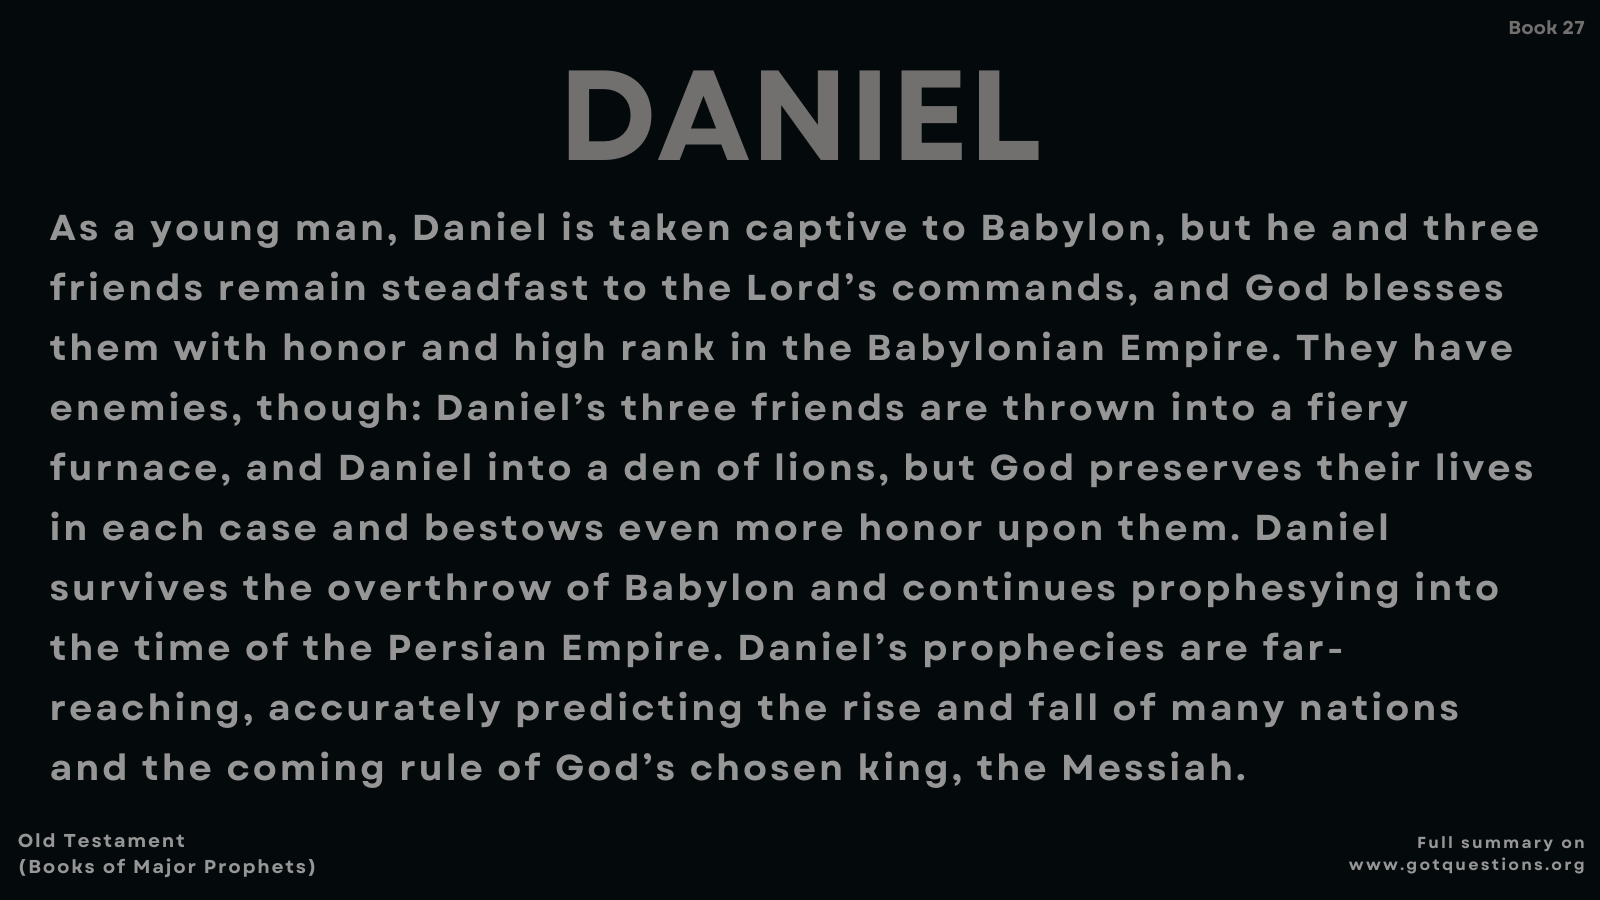 Book 27
DANIEL
As a young man, Daniel is taken captive to Babylon, but he and three
friends remain steadfast to the Lord’s commands, and God blesses
them with honor and high rank in the Babylonian Empire. They have
enemies, though: Daniel’s three friends are thrown into a fiery
furnace, and Daniel into a den of lions, but God preserves their lives
in each case and bestows even more honor upon them. Daniel
survives the overthrow of Babylon and continues prophesying into
the time of the Persian Empire. Daniel’s prophecies are far-
reaching, accurately predicting the rise and fall of many nations
and the coming rule of God’s chosen king, the Messiah.
Old Testament
(Books of Major Prophets)
Full summary on
www.gotquestions.org